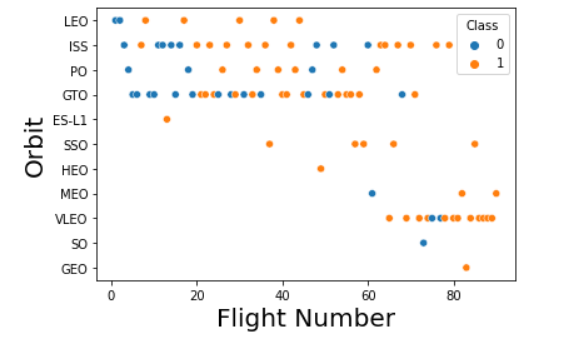 LEO
ISS
PO
GTO
ES-L1
SSO
HEO
MEO
VLEO
SO
GEO
Orbit
Class
0
1
0 20 40 60 80
Flight Number